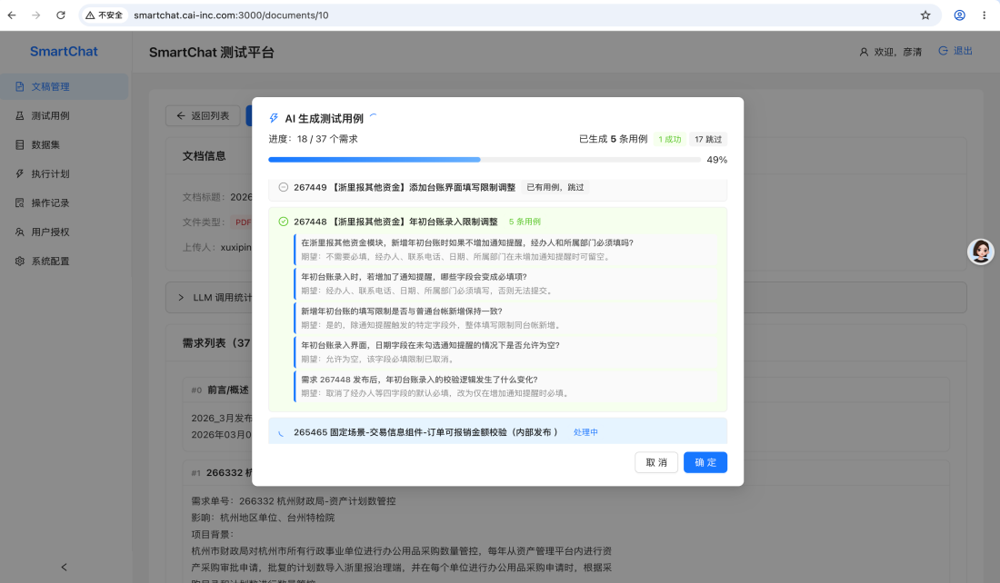 不安全
smartchat.cai-inc.com:3000/documents/10
SmartChat
SmartChat 测试平台
欢迎，彦清
退出
文稿管理
测试用例
数据集
执行计划
操作记录
用户授权
系统配置
返回列表
文档信息
文档标题：2026
文件类型：
PDF
上传人：xuxipin
LLM 调用统计
需求列表（37
#0 前言/概述
2026_3月发布
2026年03月0
#1 266332 杭
需求单号：266332 杭州财政局-资产计划数管控
影响：杭州地区单位、台州特检院
项目背景：
杭州市财政局对杭州市所有行政事业单位进行办公用品采购数量管控，每年从资产管理平台内进行资
产采购审批申请，批复的计划数导入浙里报治理端，并在每个单位进行办公用品采购申请时，根据采
AI 生成测试用例
进度：18 / 37 个需求
已生成 5 条用例
1 成功
17 跳过
49%
267449 【浙里报其他资金】添加台账界面填写限制调整
已有用例，跳过
267448 【浙里报其他资金】年初台账录入限制调整
5 条用例
在浙里报其他资金模块，新增年初台账时如果不增加通知提醒，经办人和所属部门必须填吗?
期望：不需要必填，经办人、联系电话、日期、所属部门在未增加通知提醒时可留空。
年初台账录入时，若增加了通知提醒，哪些字段会变成必填项?
期望：经办人、联系电话、日期、所属部门必须填写，否则无法提交。
新增年初台账的填写限制是否与普通台帐新增保持一致?
期望：是的，除通知提醒触发的特定字段外，整体填写限制同台帐新增。
年初台账录入界面，日期字段在未勾选通知提醒的情况下是否允许为空?
期望：允许为空，该字段必填限制已取消。
需求 267448 发布后，年初台账录入的校验逻辑发生了什么变化?
期望：取消了经办人等四字段的默认必填，改为仅在增加通知提醒时必填。
265465 固定场景-交易信息组件-订单可报销金额校验（内部发布 ）
处理中
取 消
确 定